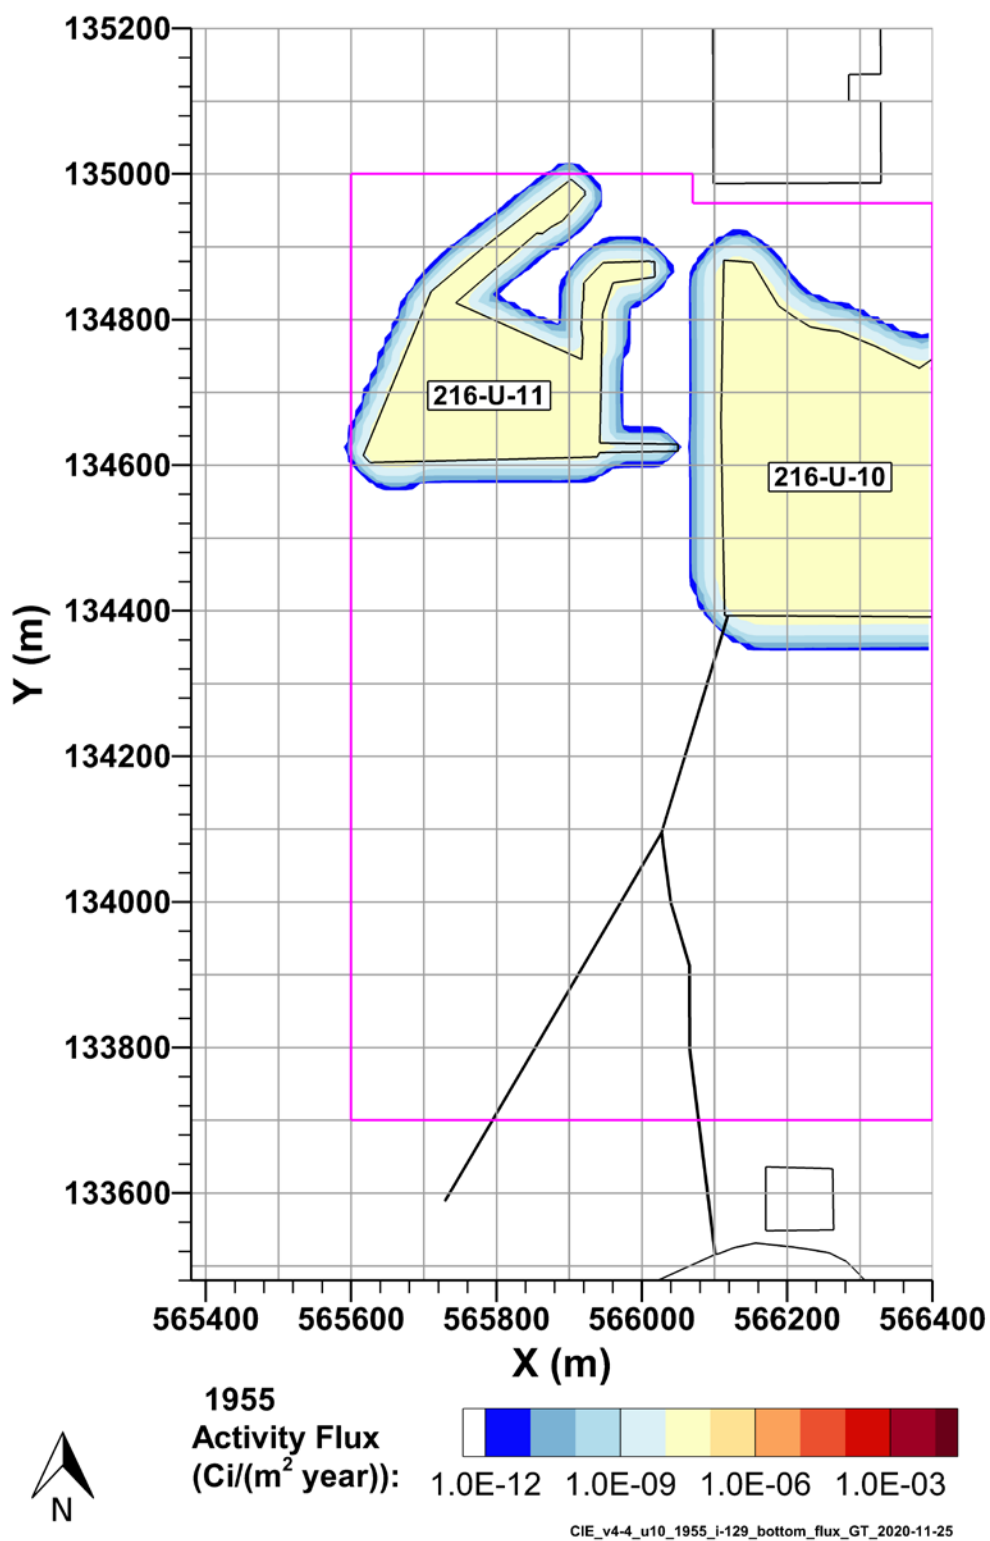 135200
135000
134800
134600
134400
134200
134000
133800
133600
Y (m)
216-U-11
216-U-10
565400 565600 565800 566000 566200 566400
X (m)
1955
Activity Flux
(Ci/(m² year)):
1.0E-12 1.0E-09 1.0E-06 1.0E-03
N
CIE_v4-4_u10_1955_i-129_bottom_flux_GT_2020-11-25